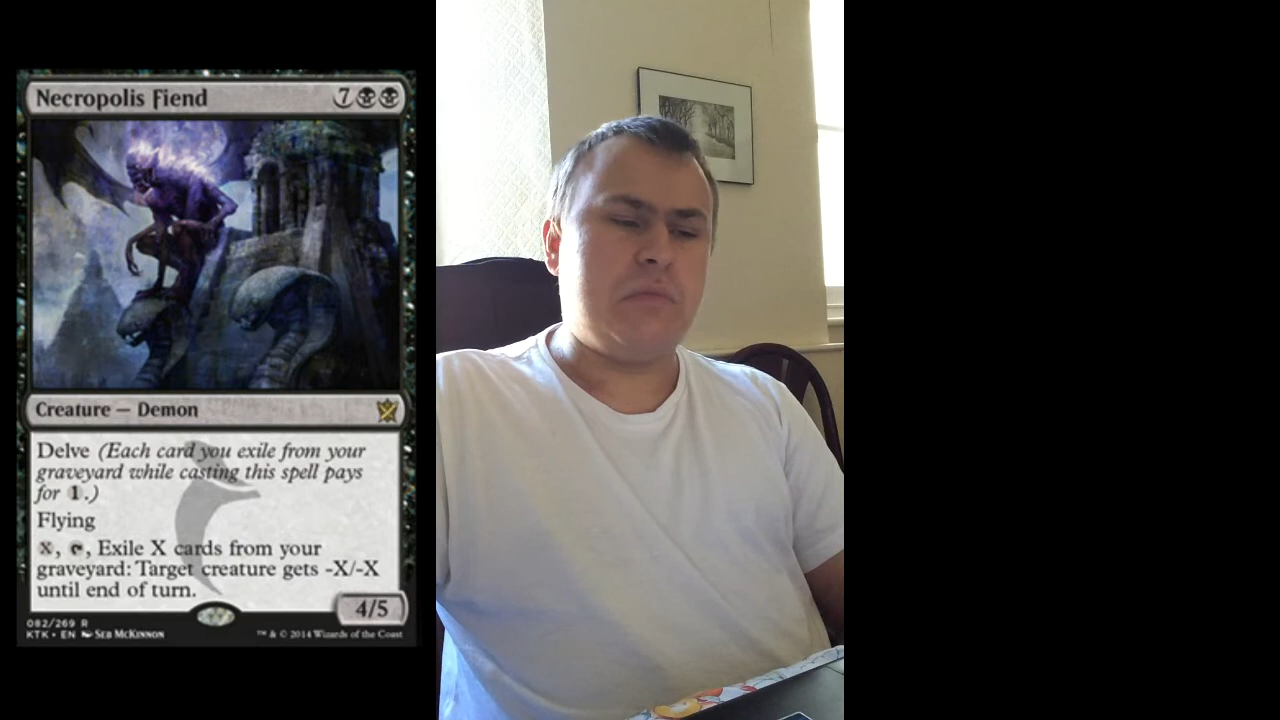 Necropolis Fiend 7
Creature — Demon
Delve (Each card you exile from your
graveyard while casting this spell pays
for 1.)
Flying
X, , Exile X cards from your
graveyard: Target creature gets -X/-X
until end of turn.
4/5
082/269 R
KTK • EN Seb McKinnon
™ & © 2014 Wizards of the Coast